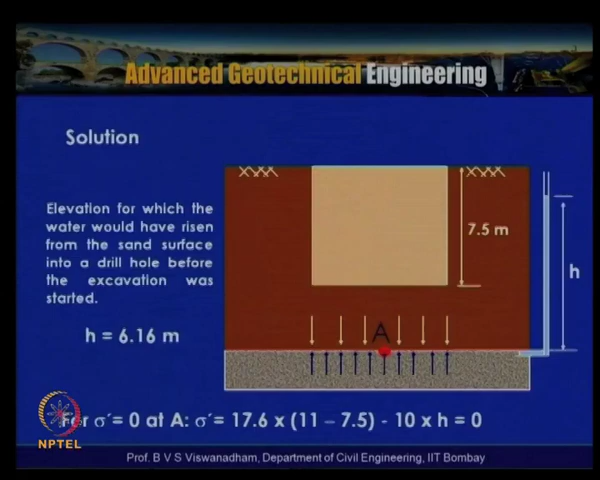 Advanced Geotechnical Engineering
Solution
Elevation for which the
water would have risen
from the sand surface
into a drill hole before
the excavation was
started.
h = 6.16 m
7.5 m
h
A
For σ´= 0 at A: σ´= 17.6 x (11 – 7.5) - 10 x h = 0
NPTEL
Prof. B V S Viswanadham, Department of Civil Engineering, IIT Bombay